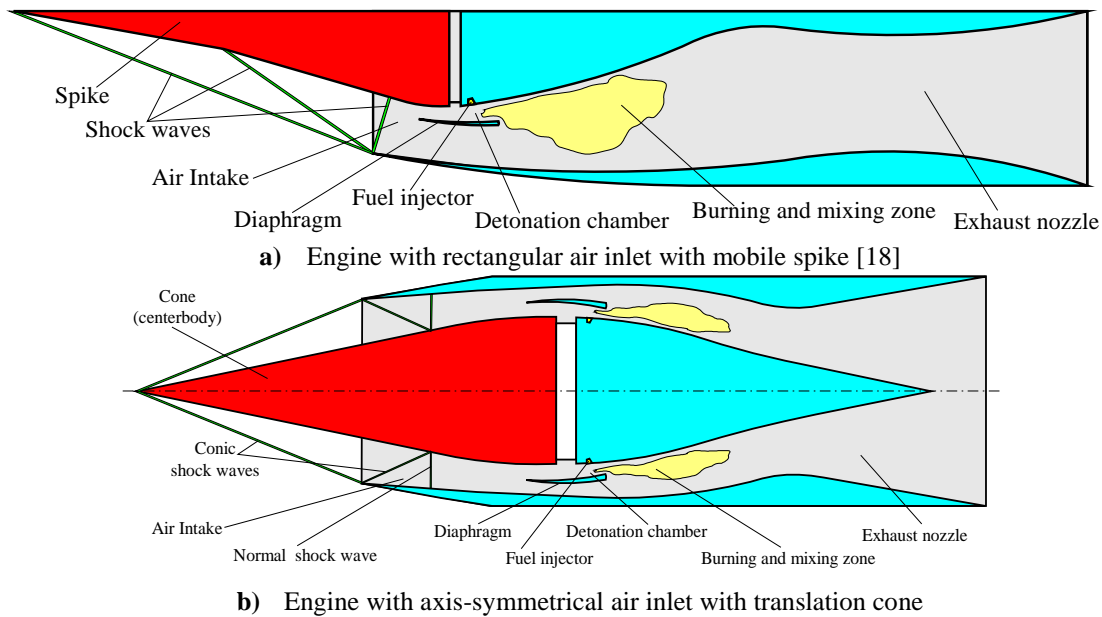 Spike
Shock waves
Air Intake
Diaphragm
Fuel injector
Detonation chamber
Burning and mixing zone
Exhaust nozzle
a) Engine with rectangular air inlet with mobile spike [18]
Cone
(centerbody)
Conic
shock waves
Air Intake
Normal shock wave
Diaphragm
Fuel injector
Detonation chamber
Burning and mixing zone
Exhaust nozzle
b) Engine with axis-symmetrical air inlet with translation cone